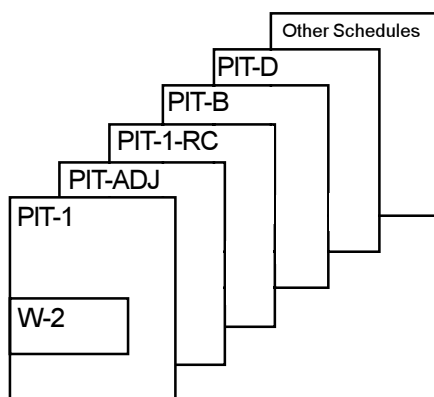 Other Schedules
PIT-D
PIT-B
PIT-1-RC
PIT-ADJ
PIT-1
W-2